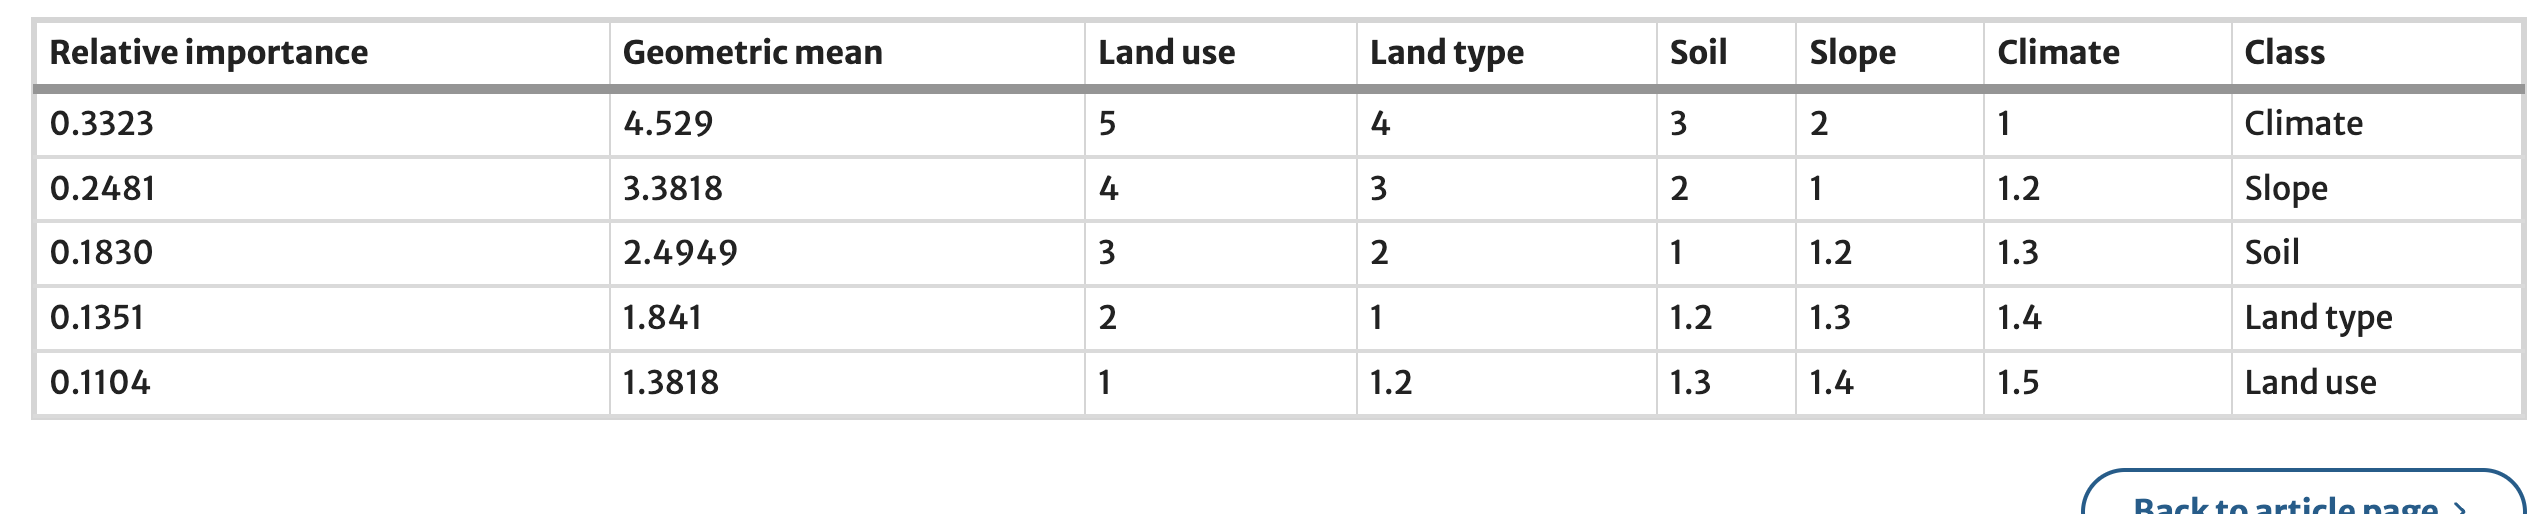 Relative importance Geometric mean Land use Land type Soil Slope Climate Class
0.3323 4.529 5 4 3 2 1 Climate
0.2481 3.3818 4 3 2 1 1.2 Slope
0.1830 2.4949 3 2 1 1.2 1.3 Soil
0.1351 1.841 2 1 1.2 1.3 1.4 Land type
0.1104 1.3818 1 1.2 1.3 1.4 1.5 Land use
Back to article page